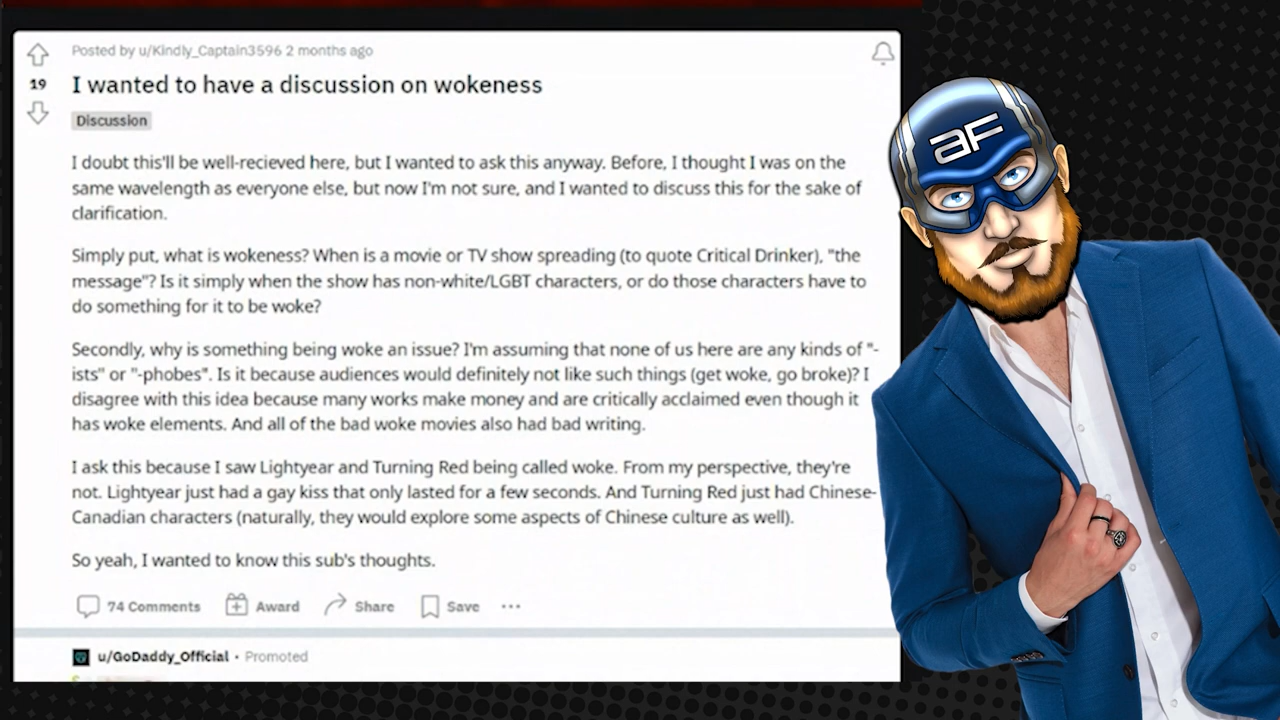 Posted by u/Kindly_Captain3596 2 months ago
19
I wanted to have a discussion on wokeness
Discussion
I doubt this'll be well-recieved here, but I wanted to ask this anyway. Before, I thought I was on the
same wavelength as everyone else, but now I'm not sure, and I wanted to discuss this for the sake of
clarification.
Simply put, what is wokeness? When is a movie or TV show spreading (to quote Critical Drinker), "the
message"? Is it simply when the show has non-white/LGBT characters, or do those characters have to
do something for it to be woke?
Secondly, why is something being woke an issue? I'm assuming that none of us here are any kinds of "-
ists" or "-phobes". Is it because audiences would definitely not like such things (get woke, go broke)? I
disagree with this idea because many works make money and are critically acclaimed even though it
has woke elements. And all of the bad woke movies also had bad writing.
I ask this because I saw Lightyear and Turning Red being called woke. From my perspective, they're
not. Lightyear just had a gay kiss that only lasted for a few seconds. And Turning Red just had Chinese-
Canadian characters (naturally, they would explore some aspects of Chinese culture as well).
So yeah, I wanted to know this sub's thoughts.
74 Comments Award Share Save ...
u/GoDaddy_Official • Promoted
aF